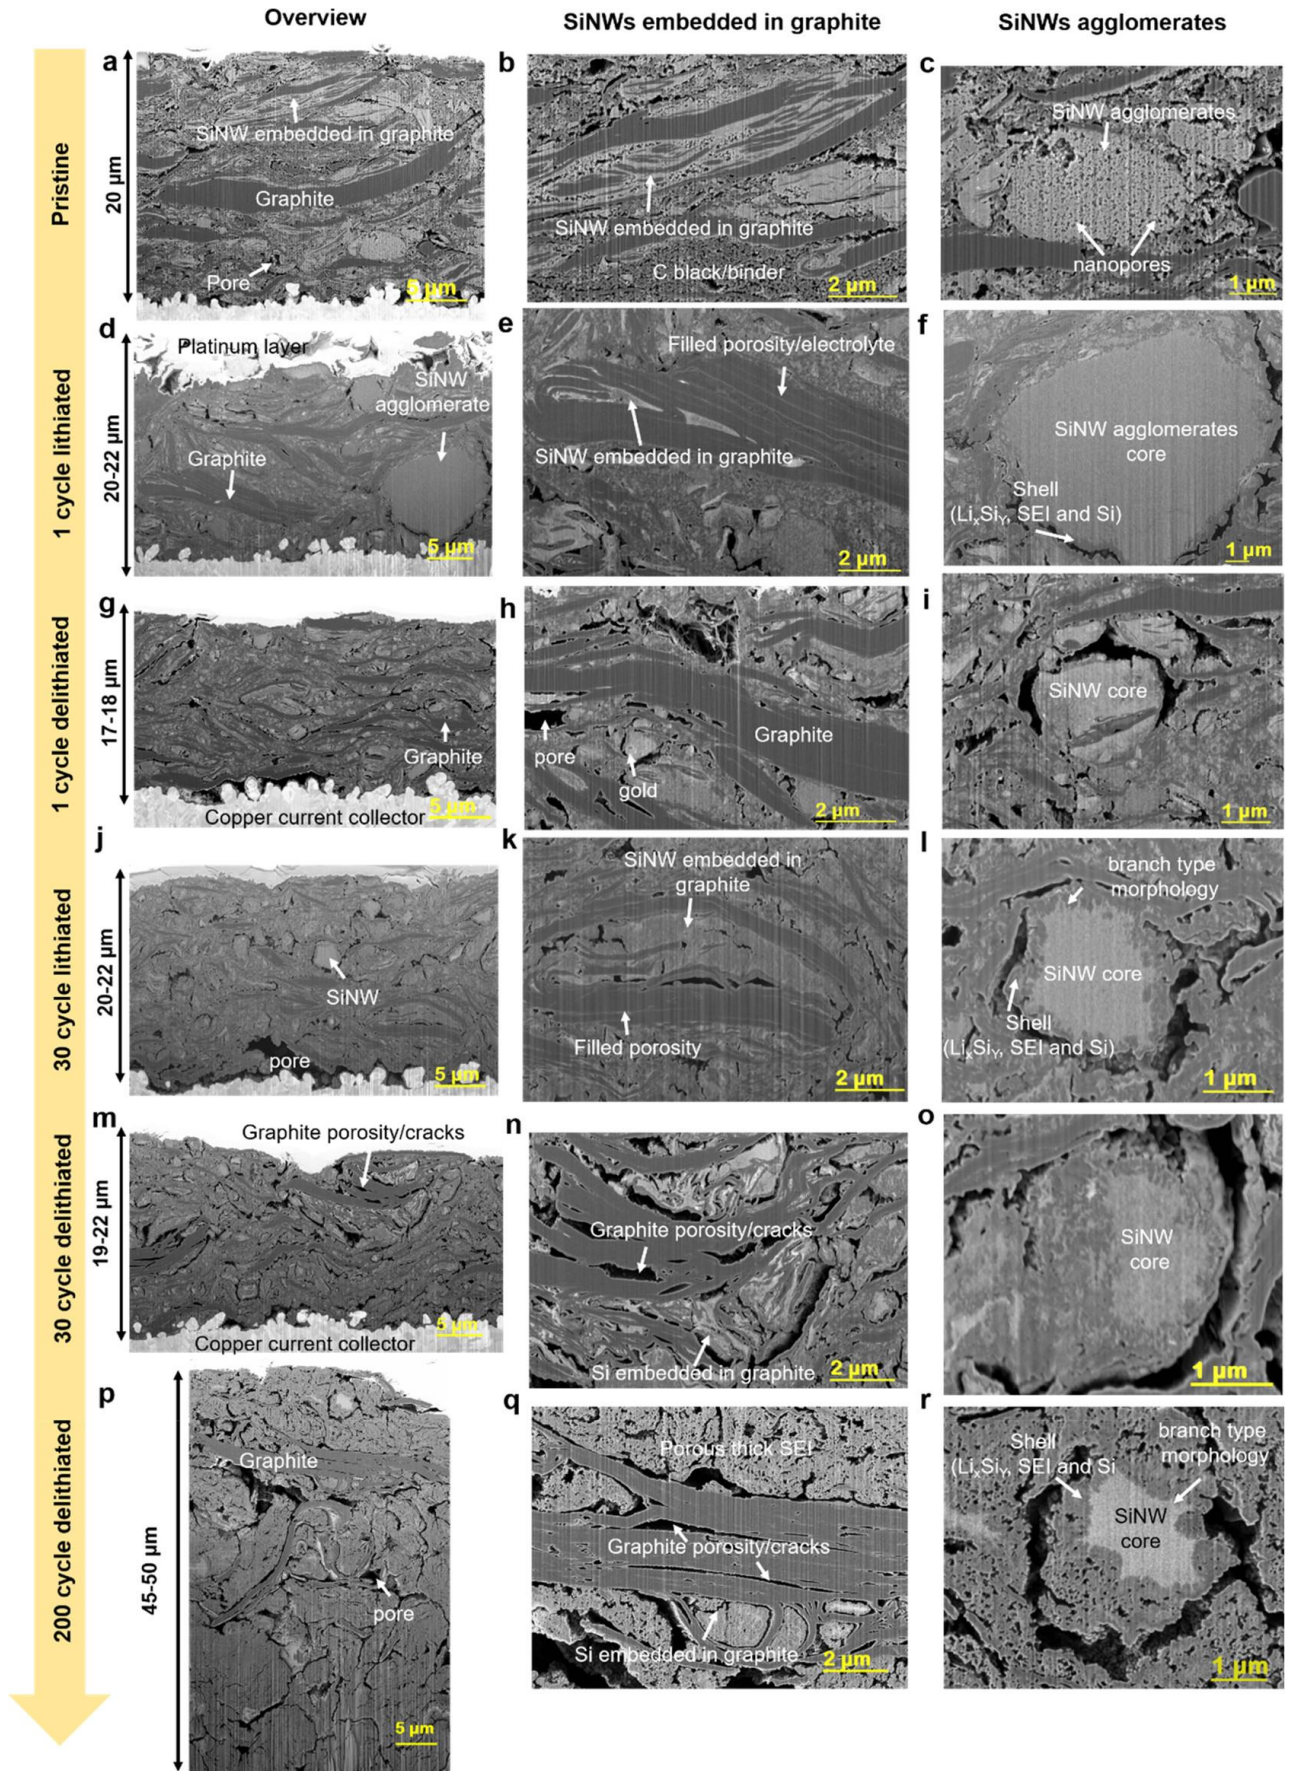 Overview
SiNWs embedded in graphite
SiNWs agglomerates
Pristine
a
20 µm
SiNW embedded in graphite
Graphite
Pore
5 µm
b
SiNW embedded in graphite
C black/binder
2 µm
c
SiNW agglomerates
nanopores
1 µm
1 cycle lithiated
d
20-22 µm
Platinum layer
SiNW
agglomerate
Graphite
5 µm
e
Filled porosity/electrolyte
SiNW embedded in graphite
2 µm
f
SiNW agglomerates
core
Shell
(LixSiY, SEI and Si)
1 µm
1 cycle delithiated
g
17-18 µm
Graphite
5 µm
Copper current collector
h
Graphite
pore
gold
2 µm
i
SiNW core
1 µm
30 cycle lithiated
j
20-22 µm
SiNW
pore
5 µm
k
SiNW embedded in
graphite
Filled porosity
2 µm
l
branch type
morphology
SiNW core
Shell
(LixSiY, SEI and Si)
1 µm
30 cycle delithiated
m
19-22 µm
Graphite porosity/cracks
5 µm
Copper current collector
n
Graphite porosity/cracks
Si embedded in graphite
2 µm
o
SiNW
core
1 µm
200 cycle delithiated
p
45-50 µm
Graphite
pore
5 µm
q
Porous thick SEI
Graphite porosity/cracks
Si embedded in graphite
2 µm
r
Shell
(LixSiY, SEI and Si
branch type
morphology
SiNW
core
1 µm